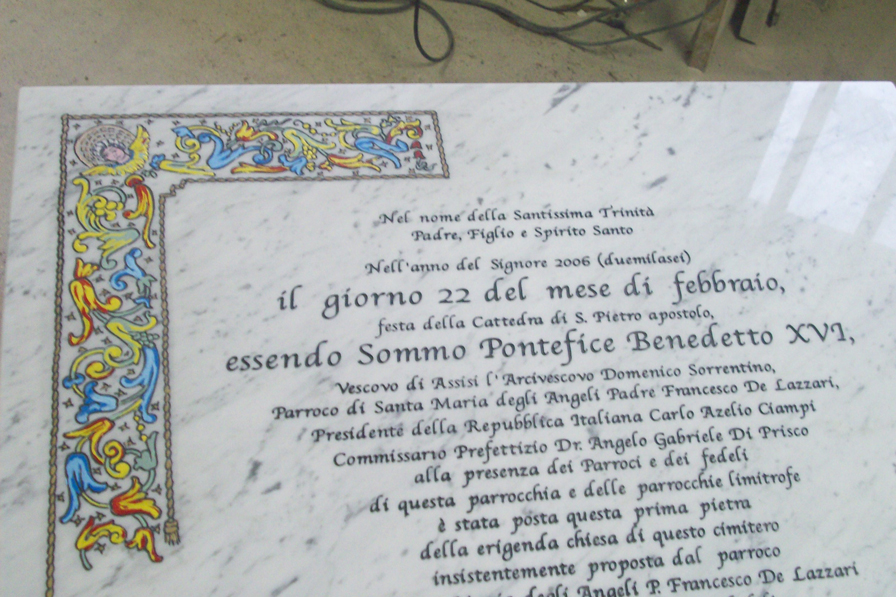 Nel nome della Santissima Trinità
Padre, Figlio e Spirito Santo
Nell'anno del Signore 2006 (duemilasei)
il giorno 22 del mese di febbraio,
festa della Cattedra di S. Pietro apostolo,
essendo Sommo Pontefice Benedetto XVI,
Vescovo di Assisi l'Arcivescovo Domenico Sorrentino,
Parroco di Santa Maria degli Angeli Padre Francesco De Lazzari,
Presidente della Repubblica Italiana Carlo Azelio Ciampi
Commissario Prefettizio Dr. Angelo Gabriele Di Prisco
alla presenza dei Parroci e dei fedeli
di questa parrocchia e delle parrocchie limitrofe
è stata posta questa prima pietra
della erigenda chiesa di questo cimitero
insistentemente proposta dal parroco
degli Angeli P. Francesco De Lazzari